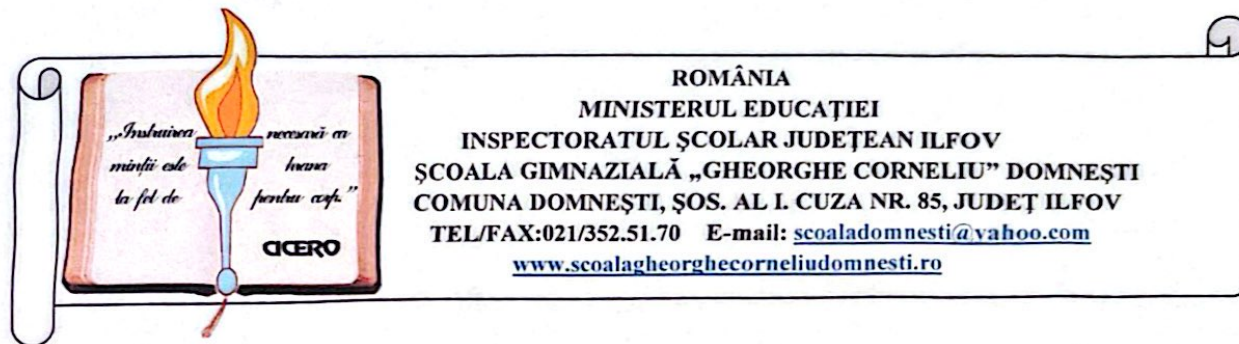 „Instruirea necesară ca
minții este hrana
la fel de pentru corp.”
CICERO
ROMÂNIA
MINISTERUL EDUCAȚIEI
INSPECTORATUL ȘCOLAR JUDEȚEAN ILFOV
ȘCOALA GIMNAZIALĂ „GHEORGHE CORNELIU” DOMNEȘTI
COMUNA DOMNEȘTI, ȘOS. AL I. CUZA NR. 85, JUDEȚ ILFOV
TEL/FAX:021/352.51.70 E-mail: scoaladomnesti@yahoo.com
www.scoalagheorghecorneliudomnesti.ro